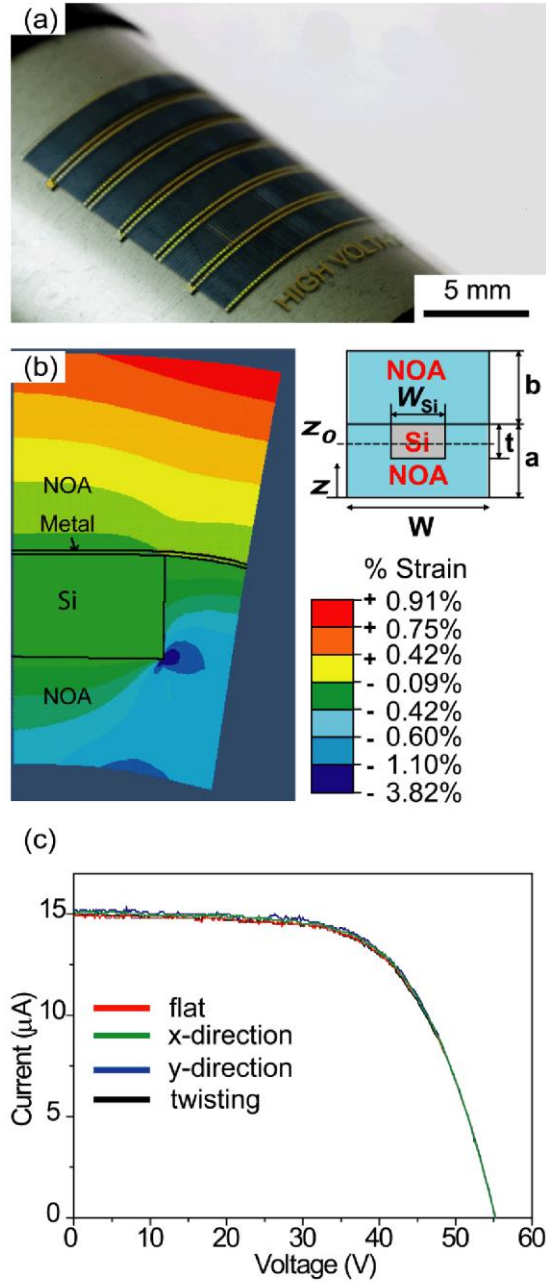 (a)
HIGH VOLTA
5 mm
(b)
NOA
Metal
Si
NOA
NOA
W_Si
Si
NOA
z_0
z
b
t
a
W
% Strain
+ 0.91%
+ 0.75%
+ 0.42%
- 0.09%
- 0.42%
- 0.60%
- 1.10%
- 3.82%
(c)
Current (μA)
15
10
5
0
flat
x-direction
y-direction
twisting
0 10 20 30 40 50 60
Voltage (V)